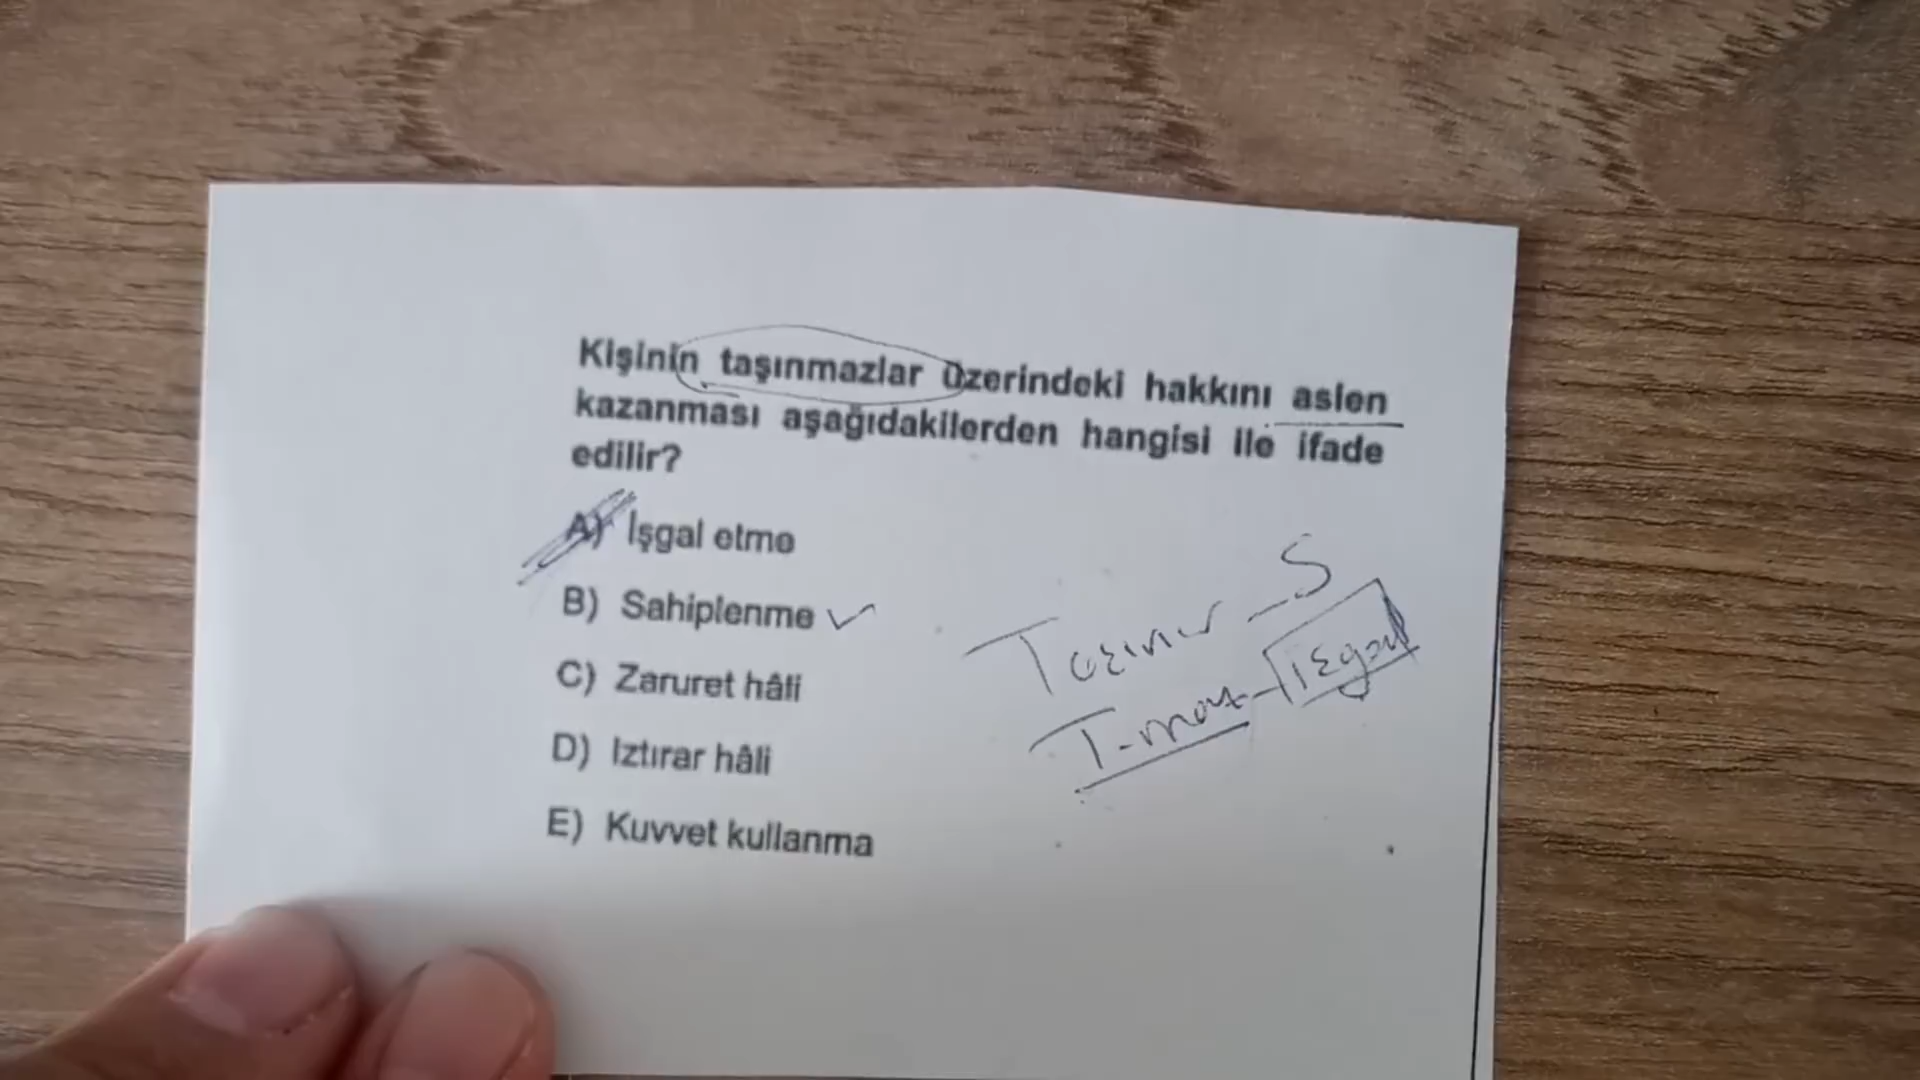 Kişinin taşınmazlar üzerindeki hakkını aslen
kazanması aşağıdakilerden hangisi ile ifade
edilir?
A) İşgal etme
B) Sahiplenme
C) Zaruret hâli
D) Iztırar hâli
E) Kuvvet kullanma
Taşınır - S
T-maz - işgal